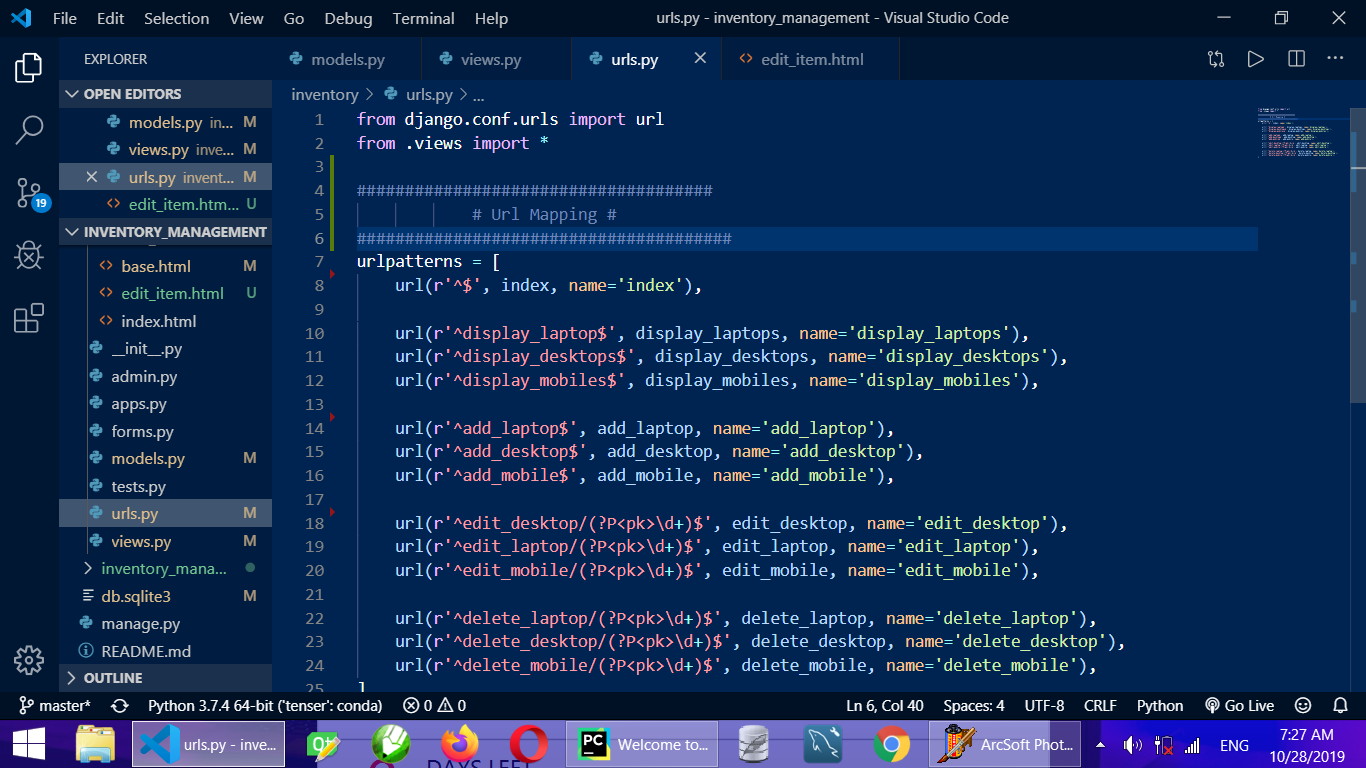 File Edit Selection View Go Debug Terminal Help urls.py - inventory_management - Visual Studio Code
EXPLORER
models.py views.py urls.py edit_item.html
OPEN EDITORS
models.py in... M
views.py inve... M
urls.py invent... M
edit_item.htm... U
INVENTORY_MANAGEMENT
base.html M
edit_item.html U
index.html
__init__.py
admin.py
apps.py
forms.py
models.py M
tests.py
urls.py M
views.py M
inventory_mana...
db.sqlite3 M
manage.py
README.md
OUTLINE
19
inventory > urls.py > ...
1 from django.conf.urls import url
2 from .views import *
3
4 #####################################
5 # Url Mapping #
6 #######################################
7 urlpatterns = [
8 url(r'^$', index, name='index'),
9
10 url(r'^display_laptop$', display_laptops, name='display_laptops'),
11 url(r'^display_desktops$', display_desktops, name='display_desktops'),
12 url(r'^display_mobiles$', display_mobiles, name='display_mobiles'),
13
14 url(r'^add_laptop$', add_laptop, name='add_laptop'),
15 url(r'^add_desktop$', add_desktop, name='add_desktop'),
16 url(r'^add_mobile$', add_mobile, name='add_mobile'),
17
18 url(r'^edit_desktop/(?P<pk>\d+)$', edit_desktop, name='edit_desktop'),
19 url(r'^edit_laptop/(?P<pk>\d+)$', edit_laptop, name='edit_laptop'),
20 url(r'^edit_mobile/(?P<pk>\d+)$', edit_mobile, name='edit_mobile'),
21
22 url(r'^delete_laptop/(?P<pk>\d+)$', delete_laptop, name='delete_laptop'),
23 url(r'^delete_desktop/(?P<pk>\d+)$', delete_desktop, name='delete_desktop'),
24 url(r'^delete_mobile/(?P<pk>\d+)$', delete_mobile, name='delete_mobile'),
25 ]
master* Python 3.7.4 64-bit ('tenser': conda) 0 0 Ln 6, Col 40 Spaces: 4 UTF-8 CRLF Python Go Live
urls.py - inve... Qt PC Welcome to... ArcSoft Phot... ENG 7:27 AM
DAYS LEFT 10/28/2019